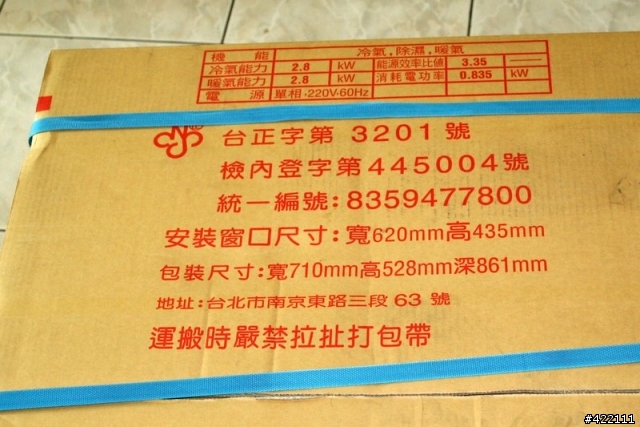 機能 冷氣,除濕,暖氣
冷氣能力 2.8 kW 能源效率比值 3.35
暖氣能力 2.8 kW 消耗電功率 0.835 kW
電源 單相,220V,60Hz
台正字第 3201 號
檢內登字第445004號
統一編號:8359477800
安裝窗口尺寸:寬620mm高435mm
包裝尺寸:寬710mm高528mm深861mm
地址:台北市南京東路三段 63 號
運搬時嚴禁拉扯打包帶
#422111